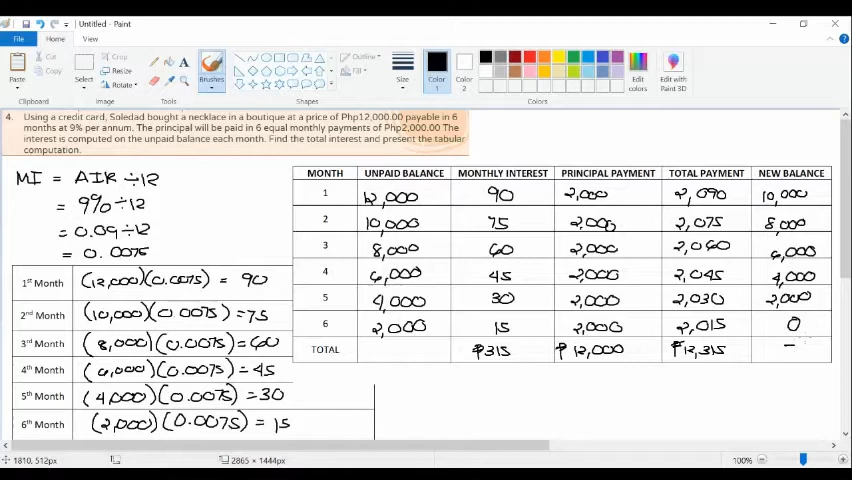 Untitled - Paint
File Home View
Paste
Cut
Copy
Clipboard
Select
Crop
Resize
Rotate
Image
A
Tools
Brushes
Outline
Fill
Shapes
Size
Color 1
Color 2
Edit colors
Colors
Edit with Paint 3D
4. Using a credit card, Soledad bought a necklace in a boutique at a price of Php12,000.00 payable in 6
months at 9% per annum. The principal will be paid in 6 equal monthly payments of Php2,000.00 The
interest is computed on the unpaid balance each month. Find the total interest and present the tabular
computation.
MI = AIR ÷ 12
= 9% ÷ 12
= 0.09 ÷ 12
= 0.0075
1st Month (12,000)(0.0075) = 90
2nd Month (10,000)(0.0075) = 75
3rd Month (8,000)(0.0075) = 60
4th Month (6,000)(0.0075) = 45
5th Month (4,000)(0.0075) = 30
6th Month (2,000)(0.0075) = 15
MONTH UNPAID BALANCE MONTHLY INTEREST PRINCIPAL PAYMENT TOTAL PAYMENT NEW BALANCE
1 12,000 90 2,000 2,090 10,000
2 10,000 75 2,000 2,075 8,000
3 8,000 60 2,000 2,060 6,000
4 6,000 45 2,000 2,045 4,000
5 4,000 30 2,000 2,030 2,000
6 2,000 15 2,000 2,015 0
TOTAL ₱315 ₱12,000 ₱12,315 –
1810, 512px
2865 × 1444px
100%